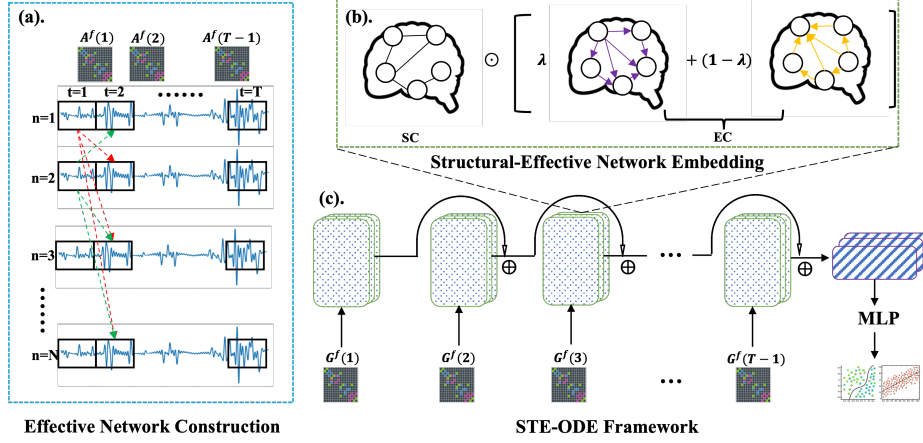 (a).
A^f(1) A^f(2) A^f(T−1)
t=1 t=2 •••••• t=T
n=1
n=2
n=3
n=N
Effective Network Construction
(b).
⊙ λ + (1 − λ)
SC EC
Structural-Effective Network Embedding
(c).
⊕ ⊕ ••• ⊕
MLP
G^f(1) G^f(2) G^f(3) G^f(T−1)
•••
STE-ODE Framework